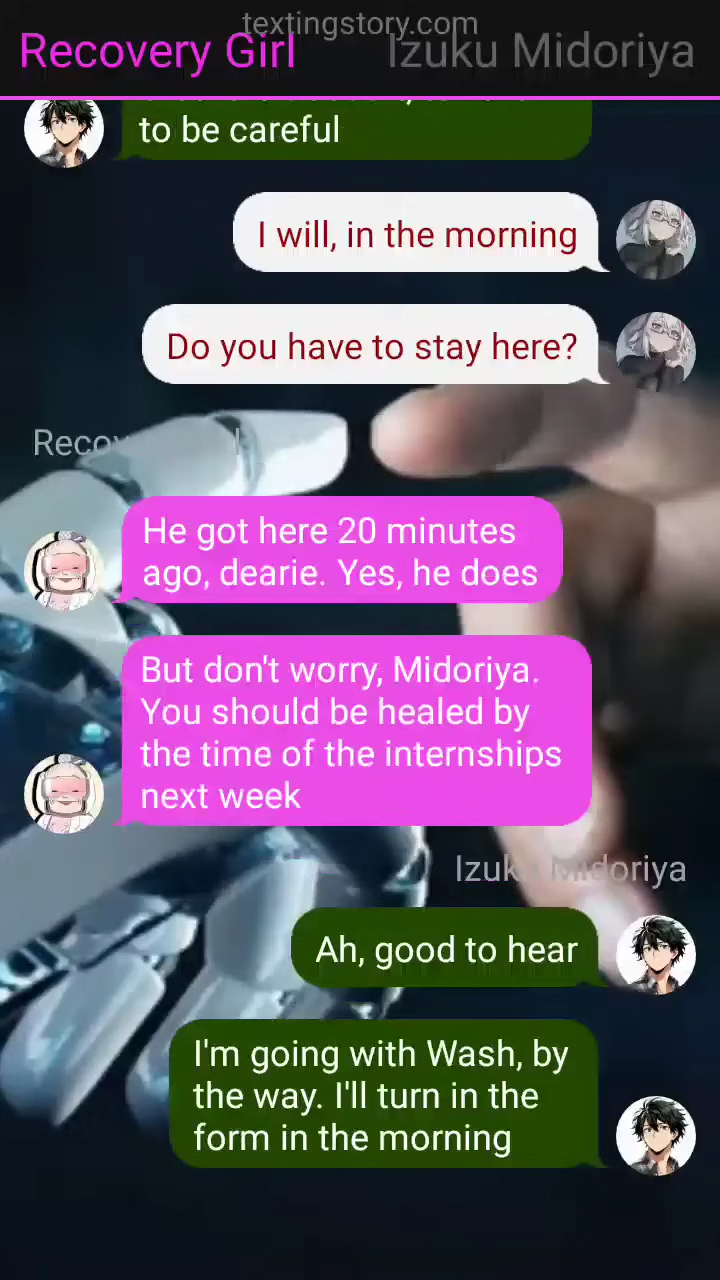 textingstory.com
Recovery Girl
Izuku Midoriya
to be careful
I will, in the morning
Do you have to stay here?
He got here 20 minutes
ago, dearie. Yes, he does
But don't worry, Midoriya.
You should be healed by
the time of the internships
next week
Izuku Midoriya
Ah, good to hear
I'm going with Wash, by
the way. I'll turn in the
form in the morning